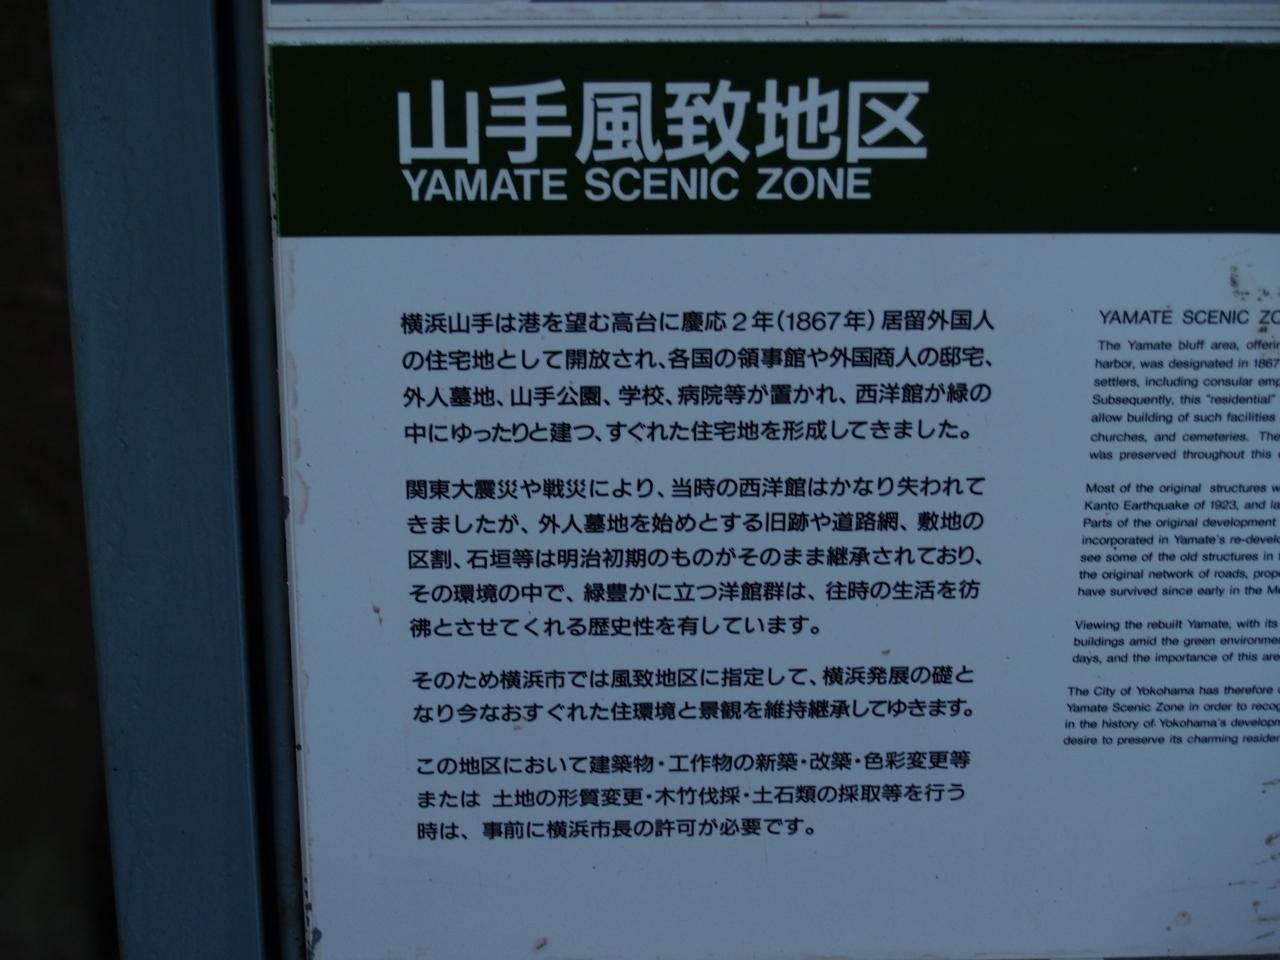 山手風致地区
YAMATE SCENIC ZONE
横浜山手は港を望む高台に慶応2年(1867年)居留外国人
の住宅地として開放され、各国の領事館や外国商人の邸宅、
外人墓地、山手公園、学校、病院等が置かれ、西洋館が緑の
中にゆったりと建つ、すぐれた住宅地を形成してきました。
関東大震災や戦災により、当時の西洋館はかなり失われて
きましたが、外人墓地を始めとする旧跡や道路網、敷地の
区割、石垣等は明治初期のものがそのまま継承されており、
その環境の中で、緑豊かに立つ洋館群は、往時の生活を彷
彿とさせてくれる歴史性を有しています。
そのため横浜市では風致地区に指定して、横浜発展の礎と
なり今なおすぐれた住環境と景観を維持継承してゆきます。
この地区において建築物・工作物の新築・改築・色彩変更等
または 土地の形質変更・木竹伐採・土石類の採取等を行う
時は、事前に横浜市長の許可が必要です。
YAMATE SCENIC
The Yamate bluff area,
harbor, was designated in 1867
settlers, including consular
Subsequently, this "residential"
allow building of such facilities
churches, and cemeteries. The
was preserved throughout this
Most of the original structures
Kanto Earthquake of 1923, and
Parts of the original development
incorporated in Yamate's
see some of the old structures in
the original network of roads,
have survived since early in the
Viewing the rebuilt Yamate, with its
buildings amid the green
days, and the importance of this
The City of Yokohama has therefore
Yamate Scenic Zone in order to
in the history of Yokohama's
desire to preserve its charming